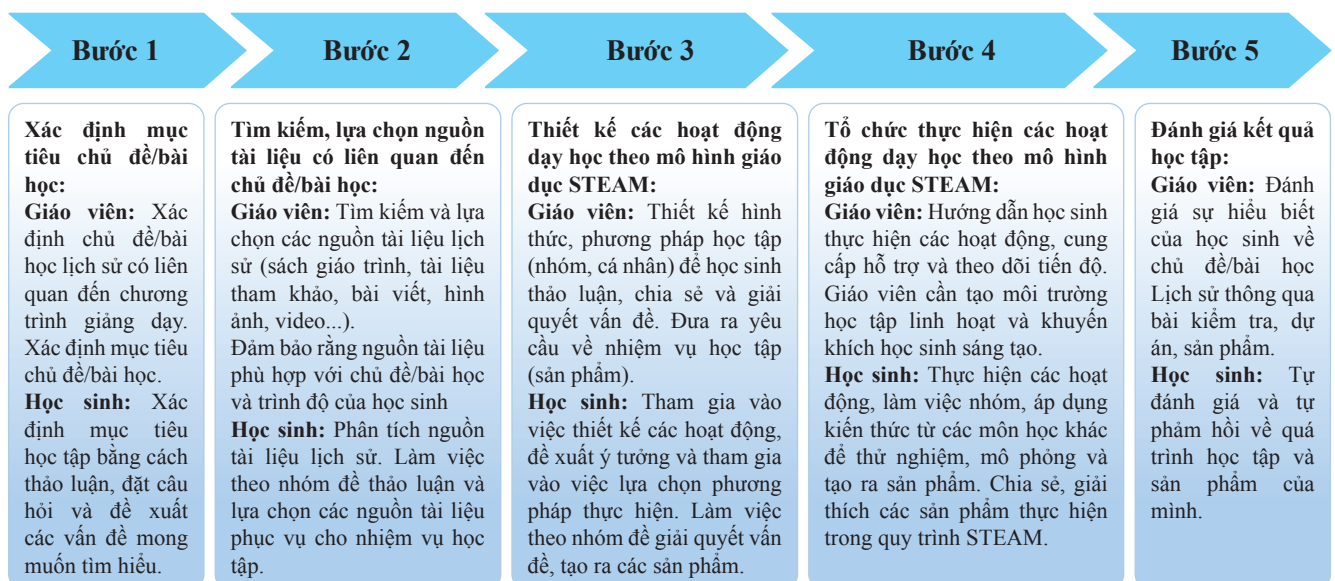 Bước 1
Bước 2
Bước 3
Bước 4
Bước 5
Xác định mục
tiêu chủ đề/bài
học:
Giáo viên: Xác
định chủ đề/bài
học lịch sử có liên
quan đến chương
trình giảng dạy.
Xác định mục tiêu
chủ đề/bài học.
Học sinh: Xác
định mục tiêu
học tập bằng cách
thảo luận, đặt câu
hỏi và đề xuất
các vấn đề mong
muốn tìm hiểu.
Tìm kiếm, lựa chọn nguồn
tài liệu có liên quan đến
chủ đề/bài học:
Giáo viên: Tìm kiếm và lựa
chọn các nguồn tài liệu lịch
sử (sách giáo trình, tài liệu
tham khảo, bài viết, hình
ảnh, video...).
Đảm bảo rằng nguồn tài liệu
phù hợp với chủ đề/bài học
và trình độ của học sinh
Học sinh: Phân tích nguồn
tài liệu lịch sử. Làm việc
theo nhóm để thảo luận và
lựa chọn các nguồn tài liệu
phục vụ cho nhiệm vụ học
tập.
Thiết kế các hoạt động
dạy học theo mô hình giáo
dục STEAM:
Giáo viên: Thiết kế hình
thức, phương pháp học tập
(nhóm, cá nhân) để học sinh
thảo luận, chia sẻ và giải
quyết vấn đề. Đưa ra yêu
cầu về nhiệm vụ học tập
(sản phẩm).
Học sinh: Tham gia vào
việc thiết kế các hoạt động,
đề xuất ý tưởng và tham gia
vào việc lựa chọn phương
pháp thực hiện. Làm việc
theo nhóm để giải quyết vấn
đề, tạo ra các sản phẩm.
Tổ chức thực hiện các hoạt
động dạy học theo mô hình
giáo dục STEAM:
Giáo viên: Hướng dẫn học sinh
thực hiện các hoạt động, cung
cấp hỗ trợ và theo dõi tiến độ.
Giáo viên cần tạo môi trường
học tập linh hoạt và khuyến
khích học sinh sáng tạo.
Học sinh: Thực hiện các hoạt
động, làm việc nhóm, áp dụng
kiến thức từ các môn học khác
để thử nghiệm, mô phỏng và
tạo ra sản phẩm. Chia sẻ, giải
thích các sản phẩm thực hiện
trong quy trình STEAM.
Đánh giá kết quả
học tập:
Giáo viên: Đánh
giá sự hiểu biết
của học sinh về
chủ đề/bài học
Lịch sử thông qua
bài kiểm tra, dự
án, sản phẩm.
Học sinh: Tự
đánh giá và tự
phản hồi về quá
trình học tập và
sản phẩm của
mình.